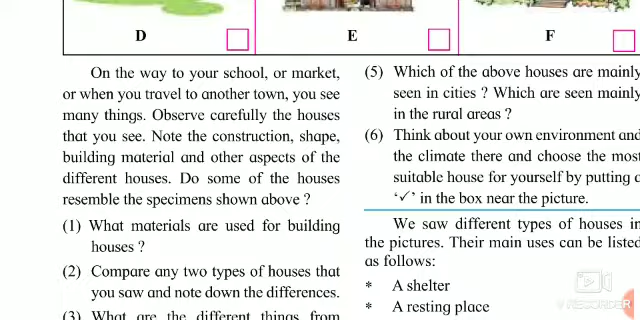 D
E
F
On the way to your school, or market,
or when you travel to another town, you see
many things. Observe carefully the houses
that you see. Note the construction, shape,
building material and other aspects of the
different houses. Do some of the houses
resemble the specimens shown above ?
(1) What materials are used for building
houses ?
(2) Compare any two types of houses that
you saw and note down the differences.
(3) What are the different things from
(5) Which of the above houses are mainly
seen in cities ? Which are seen mainly
in the rural areas ?
(6) Think about your own environment and
the climate there and choose the most
suitable house for yourself by putting a
‘✓’ in the box near the picture.
We saw different types of houses in
the pictures. Their main uses can be listed
as follows:
* A shelter
* A resting place
RECORDER